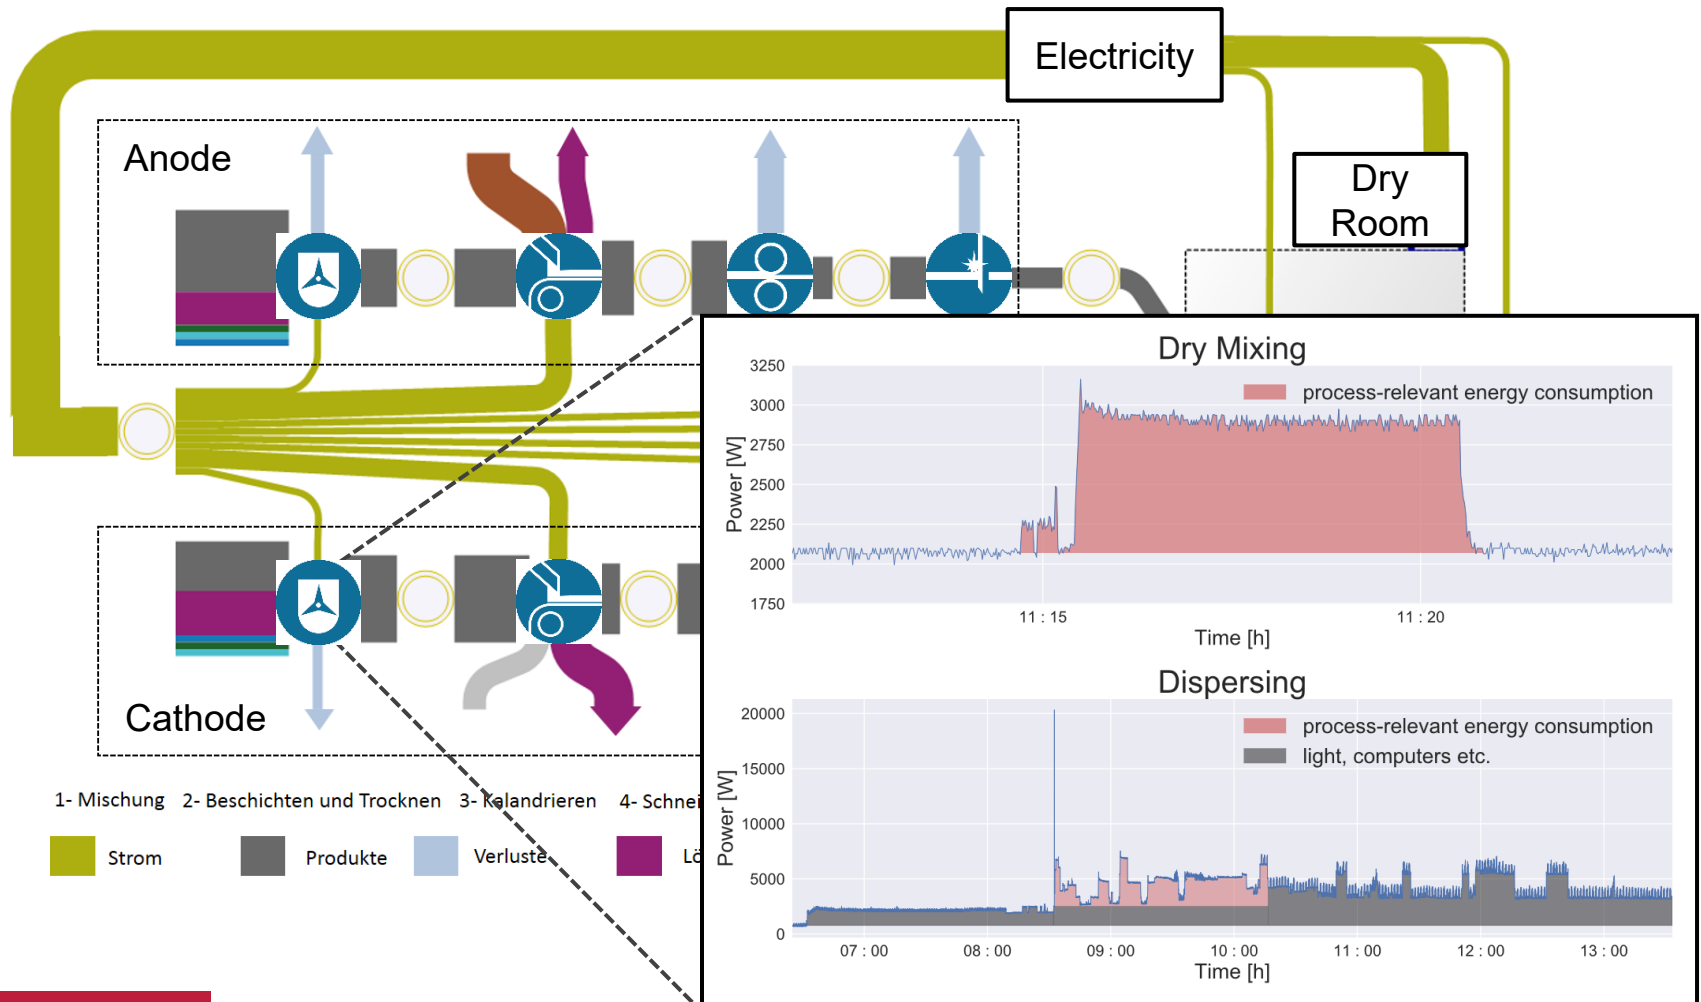 Electricity
Anode
Dry
Room
Cathode
1- Mischung 2- Beschichten und Trocknen 3- Kalandrieren 4- Schnei
Strom Produkte Verluste Lö
Dry Mixing
process-relevant energy consumption
Power [W]
3250
3000
2750
2500
2250
2000
1750
11 : 15 11 : 20
Time [h]
Dispersing
process-relevant energy consumption
light, computers etc.
Power [W]
20000
15000
10000
5000
0
07 : 00 08 : 00 09 : 00 10 : 00 11 : 00 12 : 00 13 : 00
Time [h]